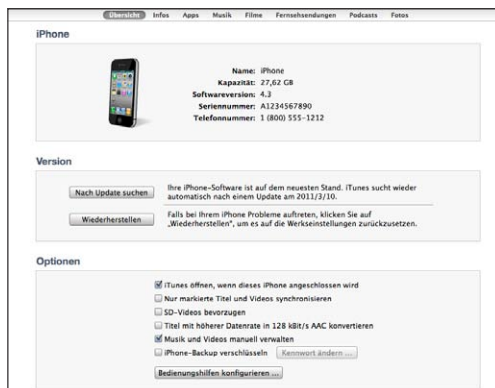 Übersicht Infos Apps Musik Filme Fernsehsendungen Podcasts Fotos
iPhone
Name: iPhone
Kapazität: 27,62 GB
Softwareversion: 4.3
Seriennummer: A1234567890
Telefonnummer: 1 (800) 555-1212
Version
Nach Update suchen
Ihre iPhone-Software ist auf dem neuesten Stand. iTunes sucht wieder
automatisch nach einem Update am 2011/3/10.
Wiederherstellen
Falls bei Ihrem iPhone Probleme auftreten, klicken Sie auf
„Wiederherstellen", um es auf die Werkseinstellungen zurückzusetzen.
Optionen
iTunes öffnen, wenn dieses iPhone angeschlossen wird
Nur markierte Titel und Videos synchronisieren
SD-Videos bevorzugen
Titel mit höherer Datenrate in 128 kBit/s AAC konvertieren
Musik und Videos manuell verwalten
iPhone-Backup verschlüsseln Kennwort ändern ...
Bedienungshilfen konfigurieren ...